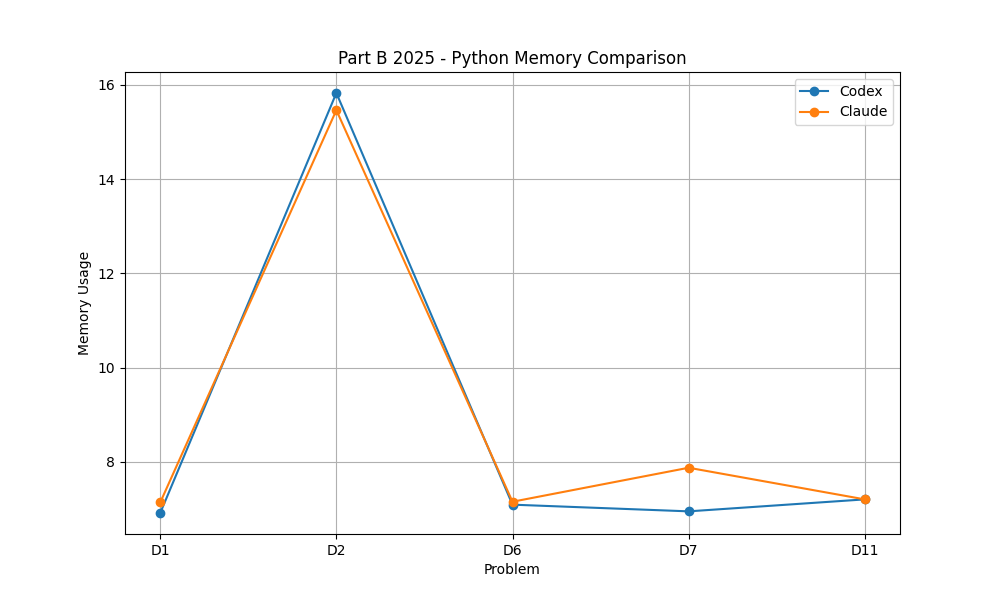 Part B 2025 - Python Memory Comparison
Codex
Claude
Memory Usage
16
14
12
10
8
D1 D2 D6 D7 D11
Problem